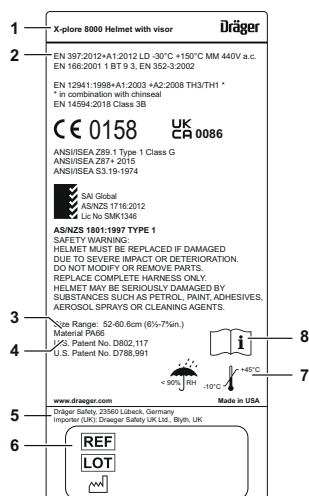 1 X-plore 8000 Helmet with visor Dräger
2 EN 397:2012+A1:2012 LD -30°C +150°C MM 440V a.c.
EN 166:2001 1 BT 9 3, EN 352-3:2002
EN 12941:1998+A1:2003 +A2:2008 TH3/TH1 *
* in combination with chinseal
EN 14594:2018 Class 3B
CE 0158 UK CA 0086
ANSI/ISEA Z89.1 Type 1 Class G
ANSI/ISEA Z87+ 2015
ANSI/ISEA S3.19-1974
SAI Global
AS/NZS 1716:2012
Lic No SMK1346
AS/NZS 1801:1997 TYPE 1
SAFETY WARNING:
HELMET MUST BE REPLACED IF DAMAGED
DUE TO SEVERE IMPACT OR DETERIORATION.
DO NOT MODIFY OR REMOVE PARTS.
REPLACE COMPLETE HARNESS ONLY.
HELMET MAY BE SERIOUSLY DAMAGED BY
SUBSTANCES SUCH AS PETROL, PAINT, ADHESIVES,
AEROSOL SPRAYS OR CLEANING AGENTS.
3 Size Range: 52-60.6cm (6½-7⅝in.)
Material PA66
4 U.S. Patent No. D802,117
U.S. Patent No. D788,991
i 8
< 90% RH
-10°C +45°C 7
www.draeger.com Made in USA
5 Dräger Safety, 23560 Lübeck, Germany
Importer (UK): Draeger Safety UK Ltd., Blyth, UK
6 REF
LOT